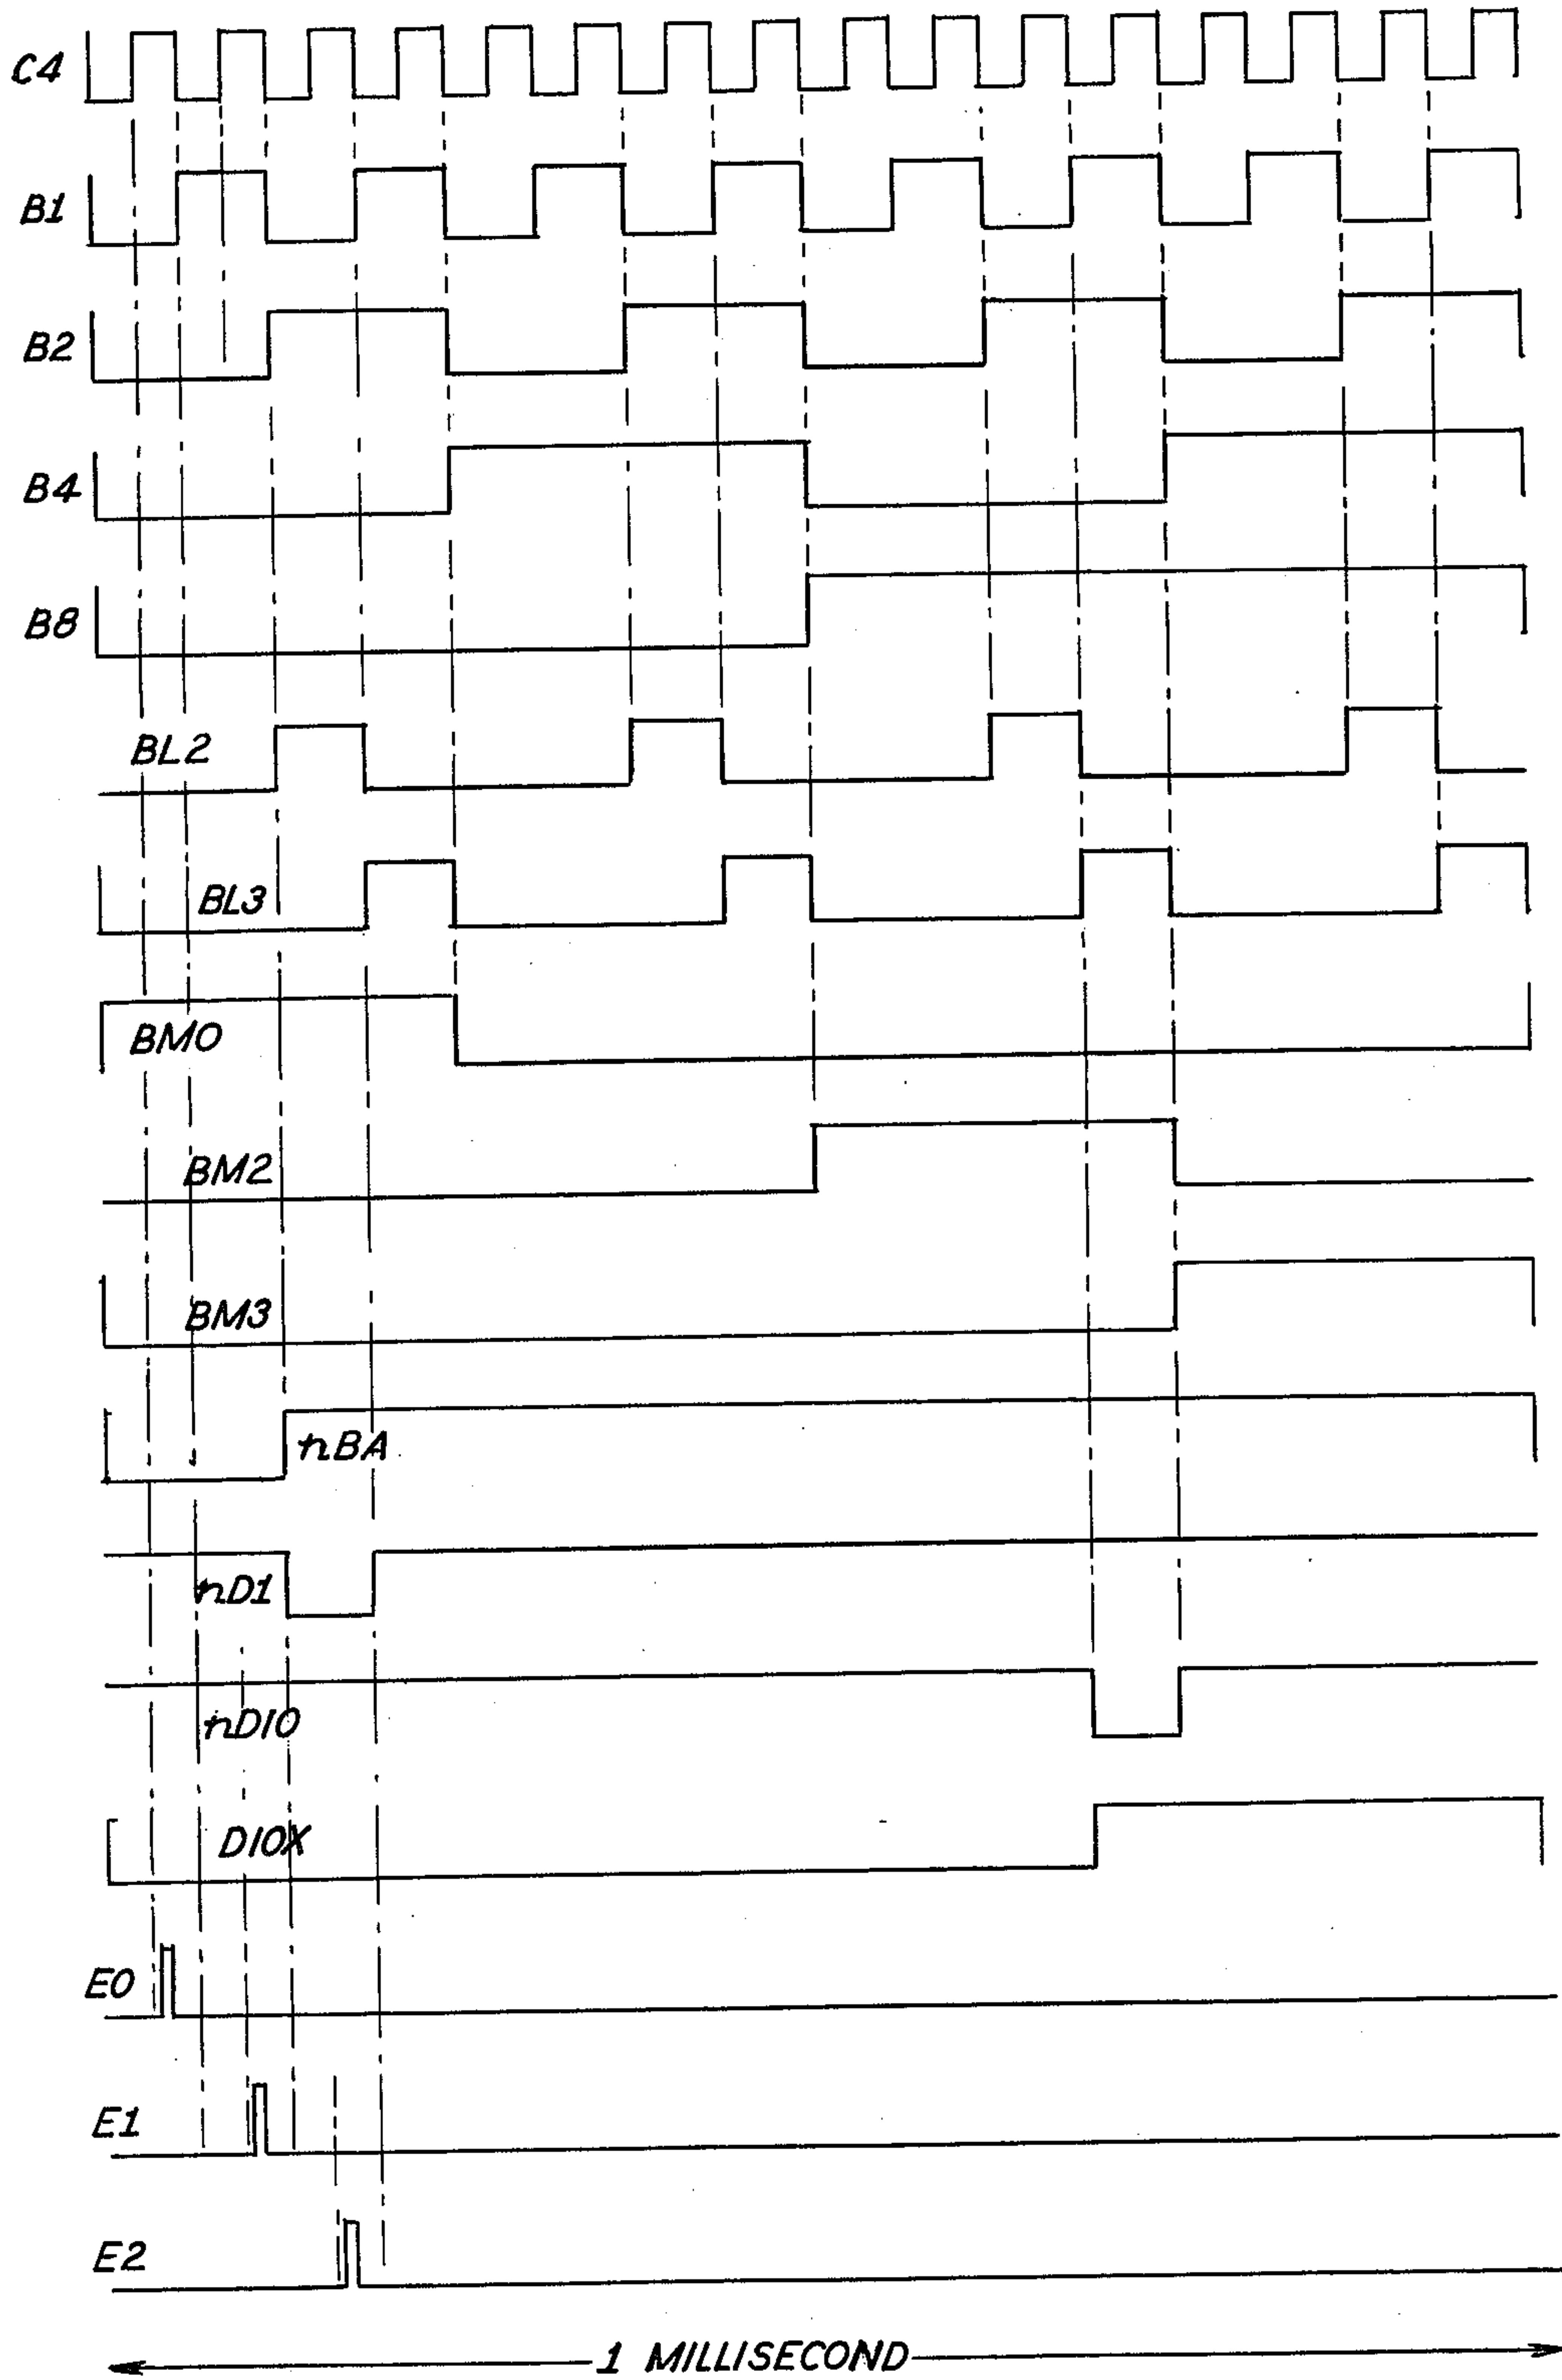 C4
B1
B2
B4
B8
BL2
BL3
BM0
BM2
BM3
nBA
nD1
nD10
D10X
E0
E1
E2
1 MILLISECOND